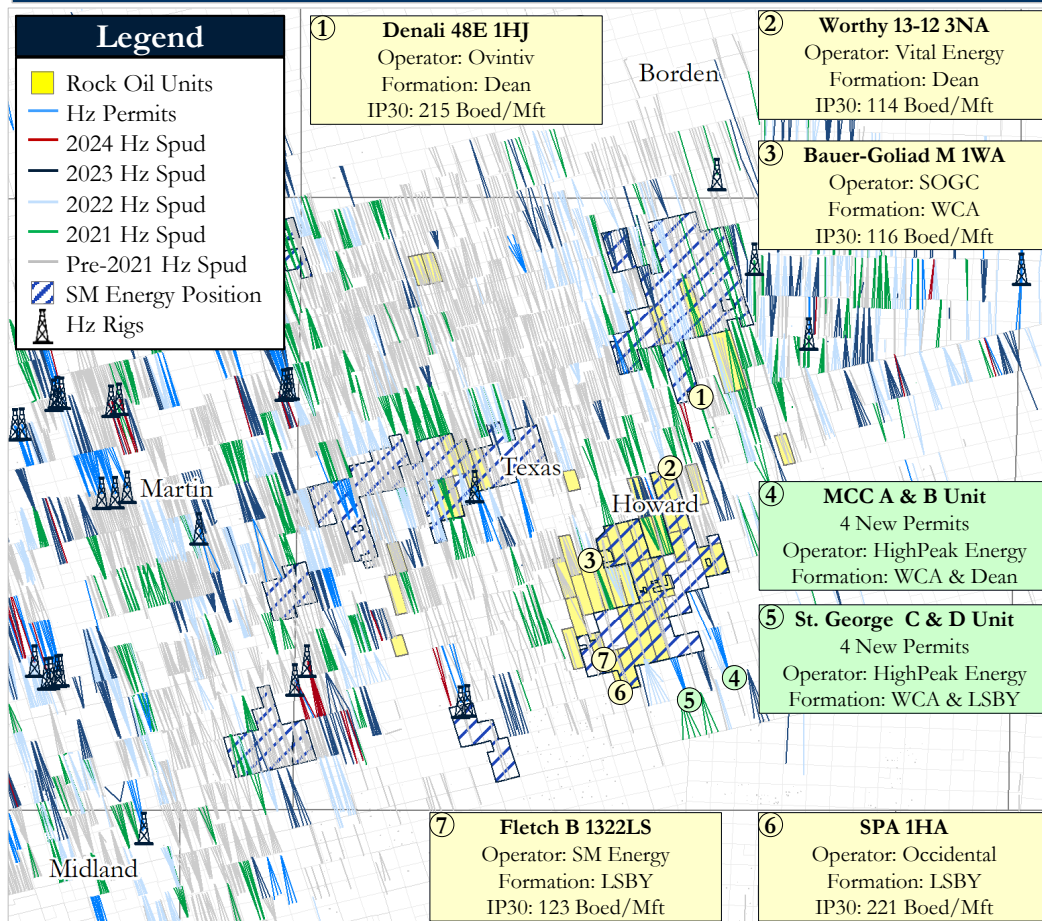 Legend
Rock Oil Units
Hz Permits
2024 Hz Spud
2023 Hz Spud
2022 Hz Spud
2021 Hz Spud
Pre-2021 Hz Spud
SM Energy Position
Hz Rigs
1
Denali 48E 1HJ
Operator: Ovintiv
Formation: Dean
IP30: 215 Boed/Mft
2
Worthy 13-12 3NA
Operator: Vital Energy
Formation: Dean
IP30: 114 Boed/Mft
3
Bauer-Goliad M 1WA
Operator: SOGC
Formation: WCA
IP30: 116 Boed/Mft
Borden
1
Martin
Texas
2
Howard
3
4
MCC A & B Unit
4 New Permits
Operator: HighPeak Energy
Formation: WCA & Dean
5
St. George C & D Unit
4 New Permits
Operator: HighPeak Energy
Formation: WCA & LSBY
7
4
6
5
Midland
7
Fletch B 1322LS
Operator: SM Energy
Formation: LSBY
IP30: 123 Boed/Mft
6
SPA 1HA
Operator: Occidental
Formation: LSBY
IP30: 221 Boed/Mft